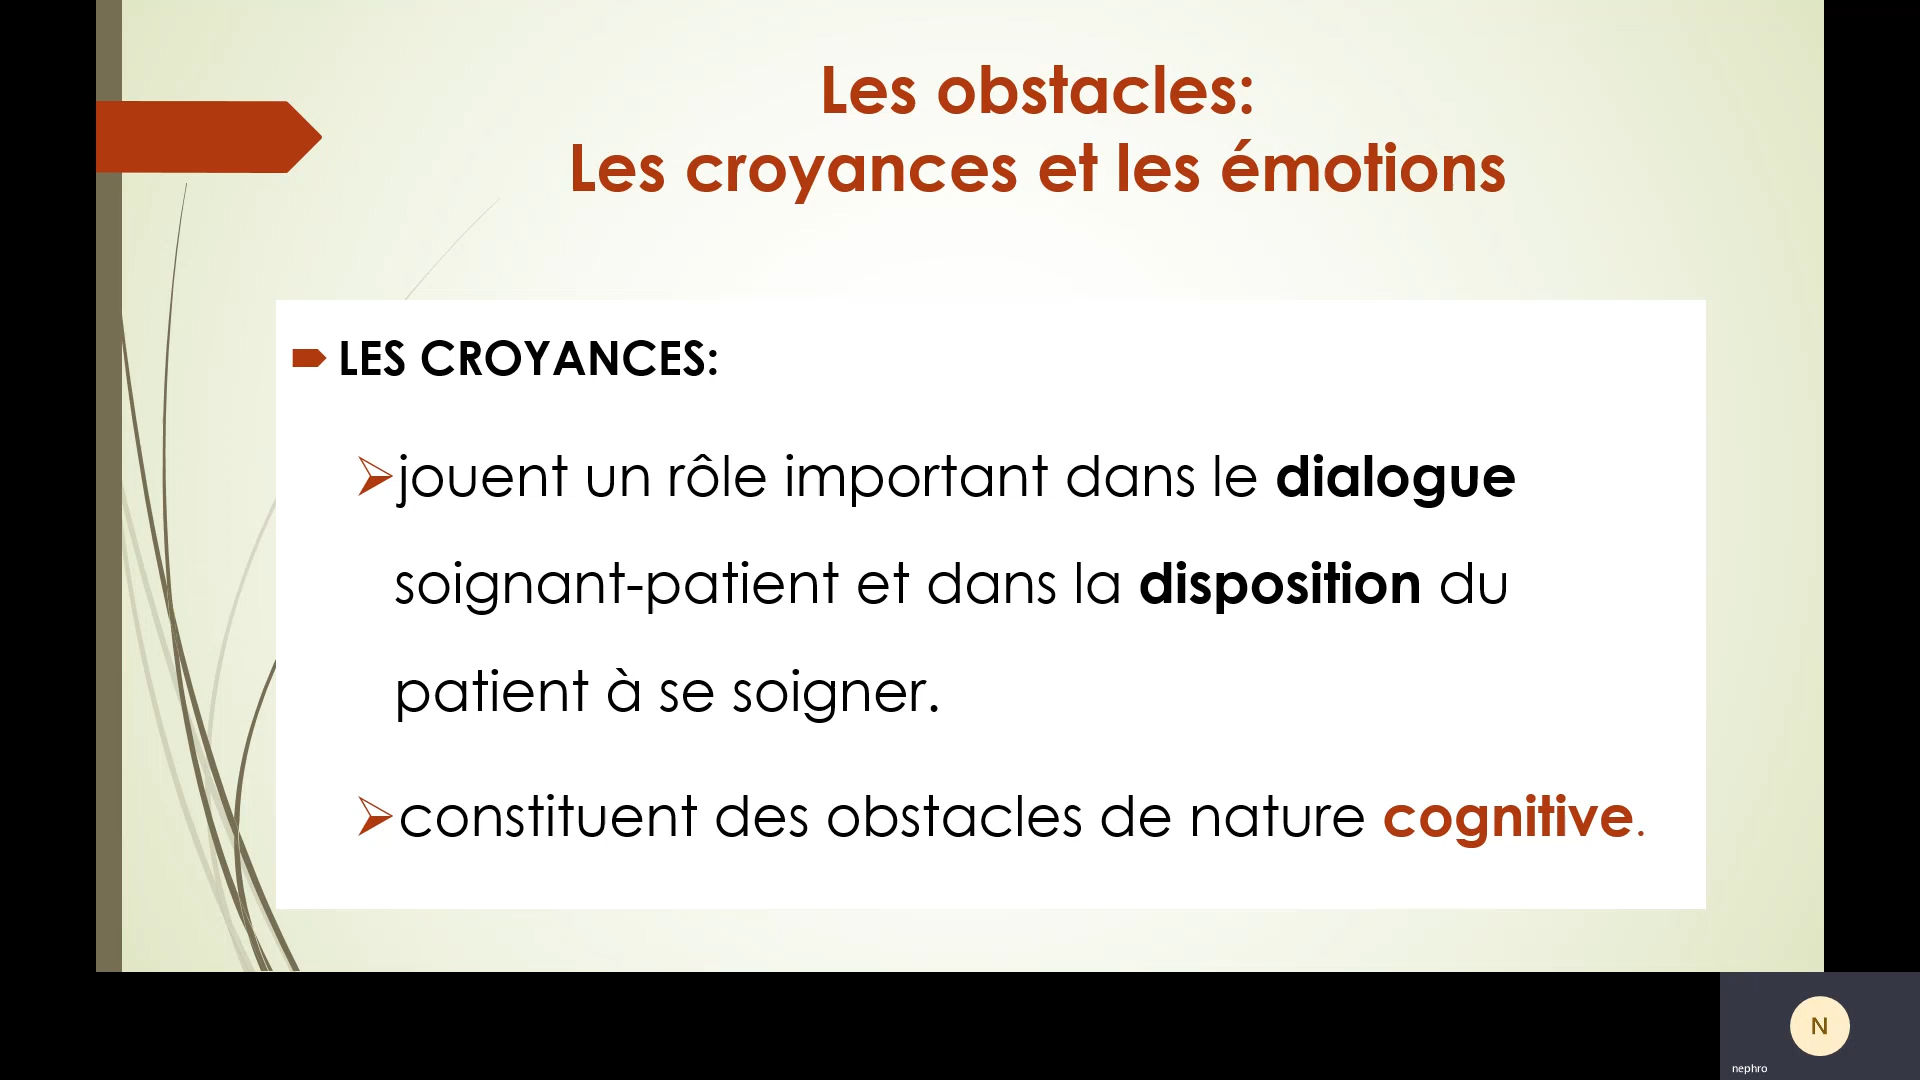 Les obstacles:
Les croyances et les émotions
LES CROYANCES:
jouent un rôle important dans le dialogue
soignant-patient et dans la disposition du
patient à se soigner.
constituent des obstacles de nature cognitive.
N
nephro